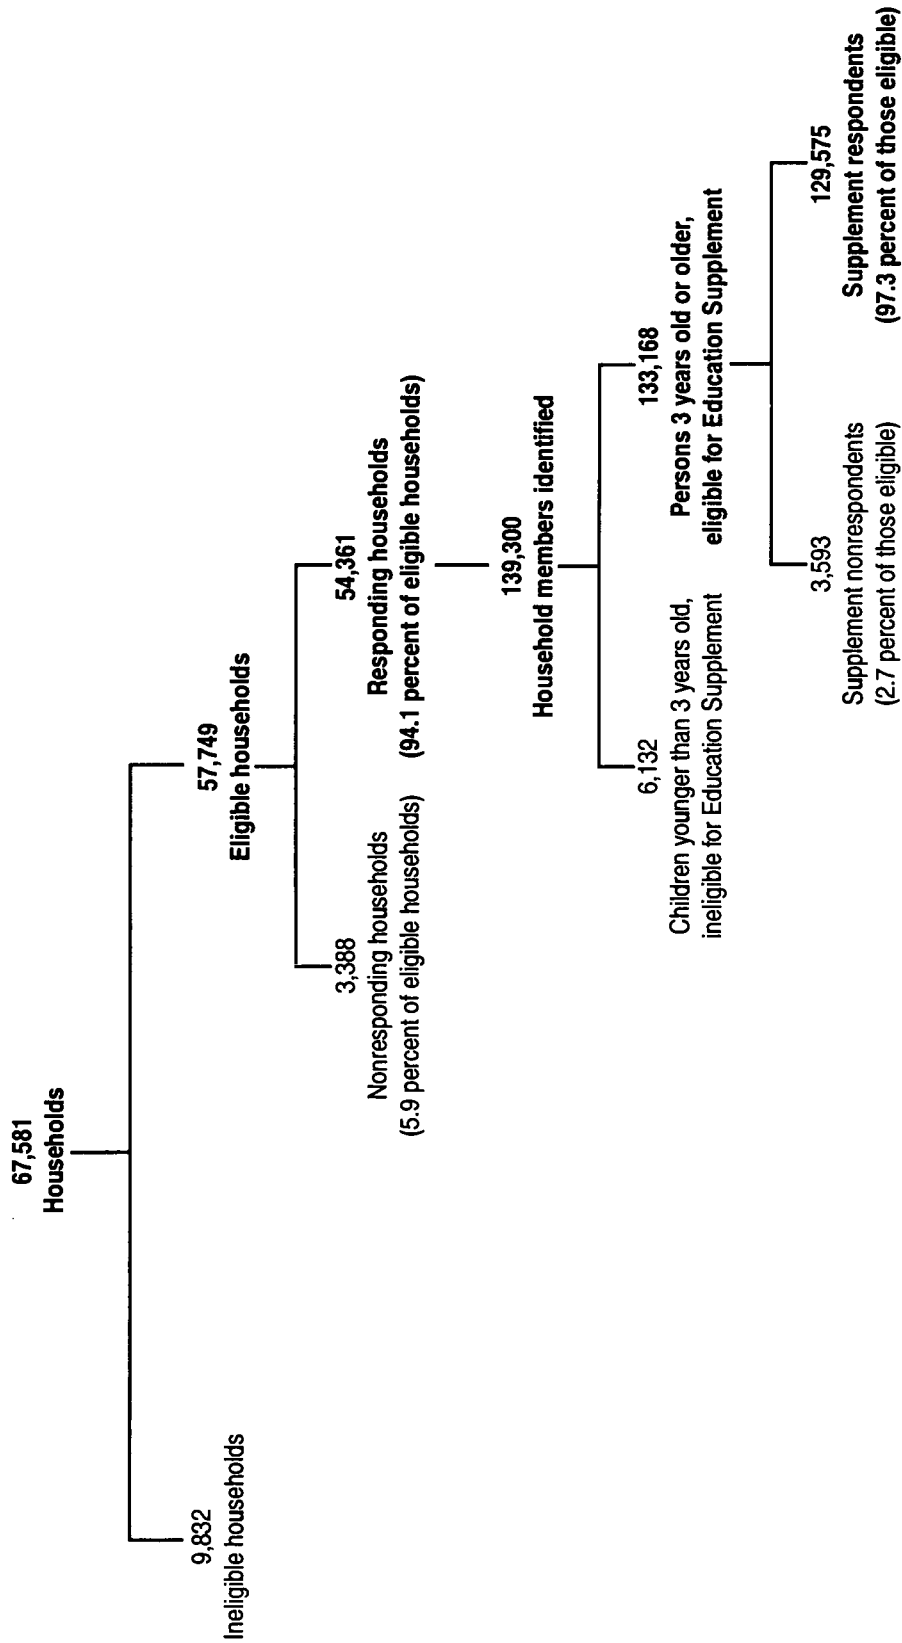 67,581
Households
9,832
Ineligible households
57,749
Eligible households
3,388
Nonresponding households
(5.9 percent of eligible households)
54,361
Responding households
(94.1 percent of eligible households)
139,300
Household members identified
6,132
Children younger than 3 years old,
ineligible for Education Supplement
133,168
Persons 3 years old or older,
eligible for Education Supplement
3,593
Supplement nonrespondents
(2.7 percent of those eligible)
129,575
Supplement respondents
(97.3 percent of those eligible)